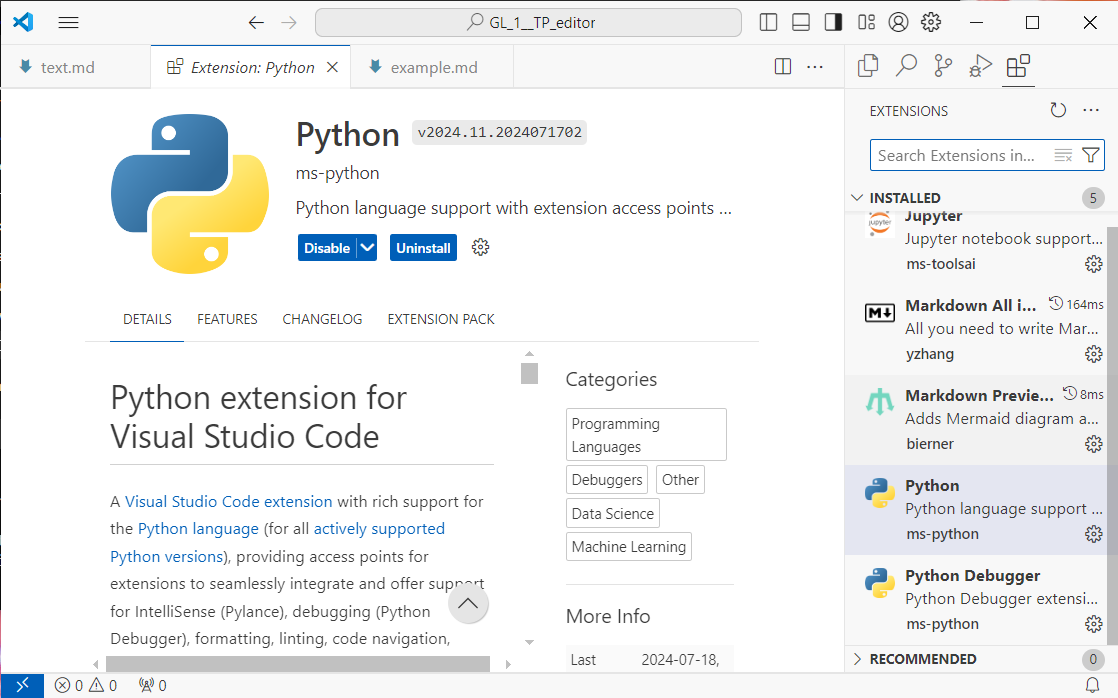 GL_1__TP_editor
text.md
Extension: Python
example.md
Python
v2024.11.2024071702
ms-python
Python language support with extension access points ...
Disable
Uninstall
DETAILS
FEATURES
CHANGELOG
EXTENSION PACK
Python extension for
Visual Studio Code
A Visual Studio Code extension with rich support for
the Python language (for all actively supported
Python versions), providing access points for
extensions to seamlessly integrate and offer support
for IntelliSense (Pylance), debugging (Python
Debugger), formatting, linting, code navigation,
Categories
Programming
Languages
Debuggers
Other
Data Science
Machine Learning
More Info
Last 2024-07-18,
EXTENSIONS
Search Extensions in...
INSTALLED
5
Jupyter
jupyter
Jupyter notebook support...
ms-toolsai
M
Markdown All i...
164ms
All you need to write Mar...
yzhang
Markdown Previe...
8ms
Adds Mermaid diagram a...
bierner
Python
Python language support ...
ms-python
Python Debugger
Python Debugger extensi...
ms-python
RECOMMENDED
0
0
0
0